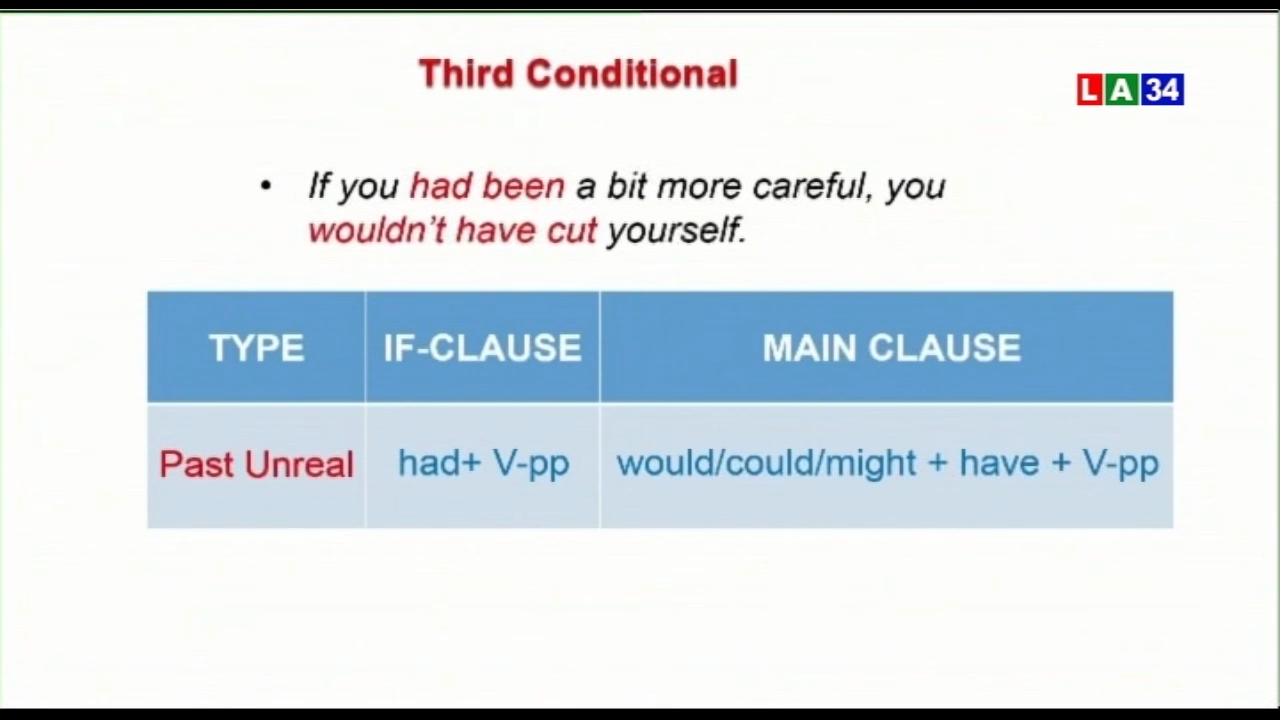 Third Conditional
LA34
• If you had been a bit more careful, you
wouldn't have cut yourself.
TYPE IF-CLAUSE MAIN CLAUSE
Past Unreal had+ V-pp would/could/might + have + V-pp